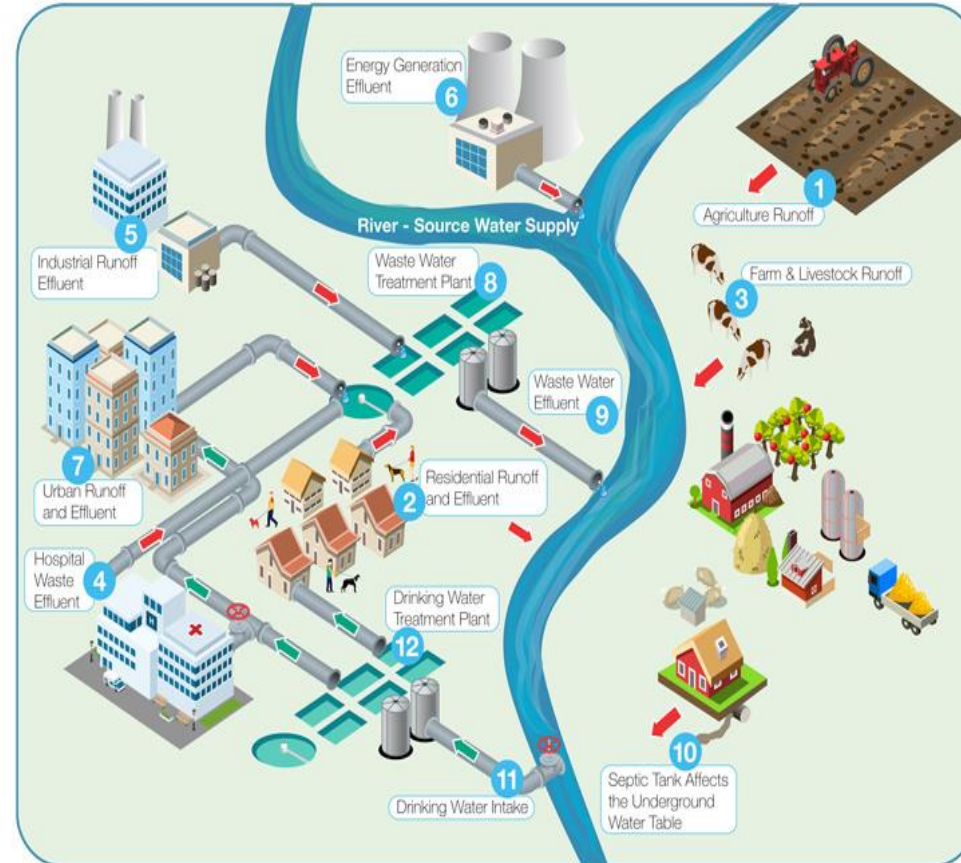 Energy Generation
Effluent
6
1
Agriculture Runoff
5
Industrial Runoff
Effluent
River - Source Water Supply
Waste Water
Treatment Plant
8
Farm & Livestock Runoff
3
Waste Water
Effluent
9
7
Urban Runoff
and Effluent
2
Residential Runoff
and Effluent
Hospital
Waste
Effluent
4
H
Drinking Water
Treatment Plant
12
11
Drinking Water Intake
10
Septic Tank Affects
the Underground
Water Table